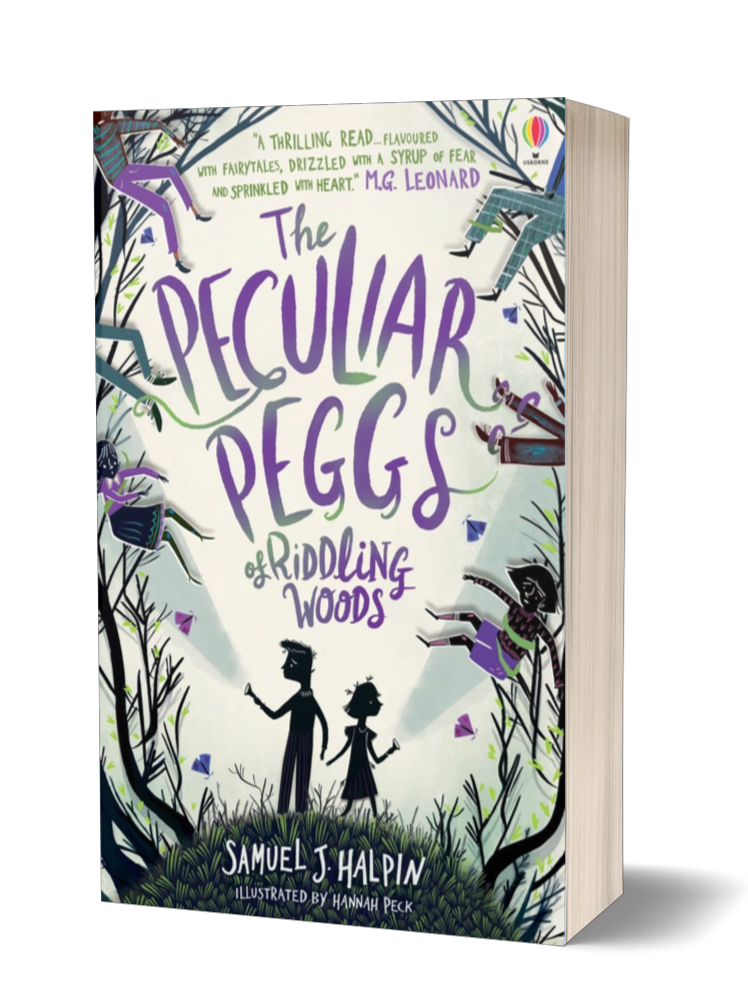 "A THRILLING READ... FLAVOURED
WITH FAIRYTALES, DRIZZLED WITH A SYRUP OF FEAR
AND SPRINKLED WITH HEART." M.G. LEONARD
USBORNE
The
PECULIAR
PEGGS
of RIDDLING
WOODS
SAMUEL J. HALPIN
ILLUSTRATED BY HANNAH PECK